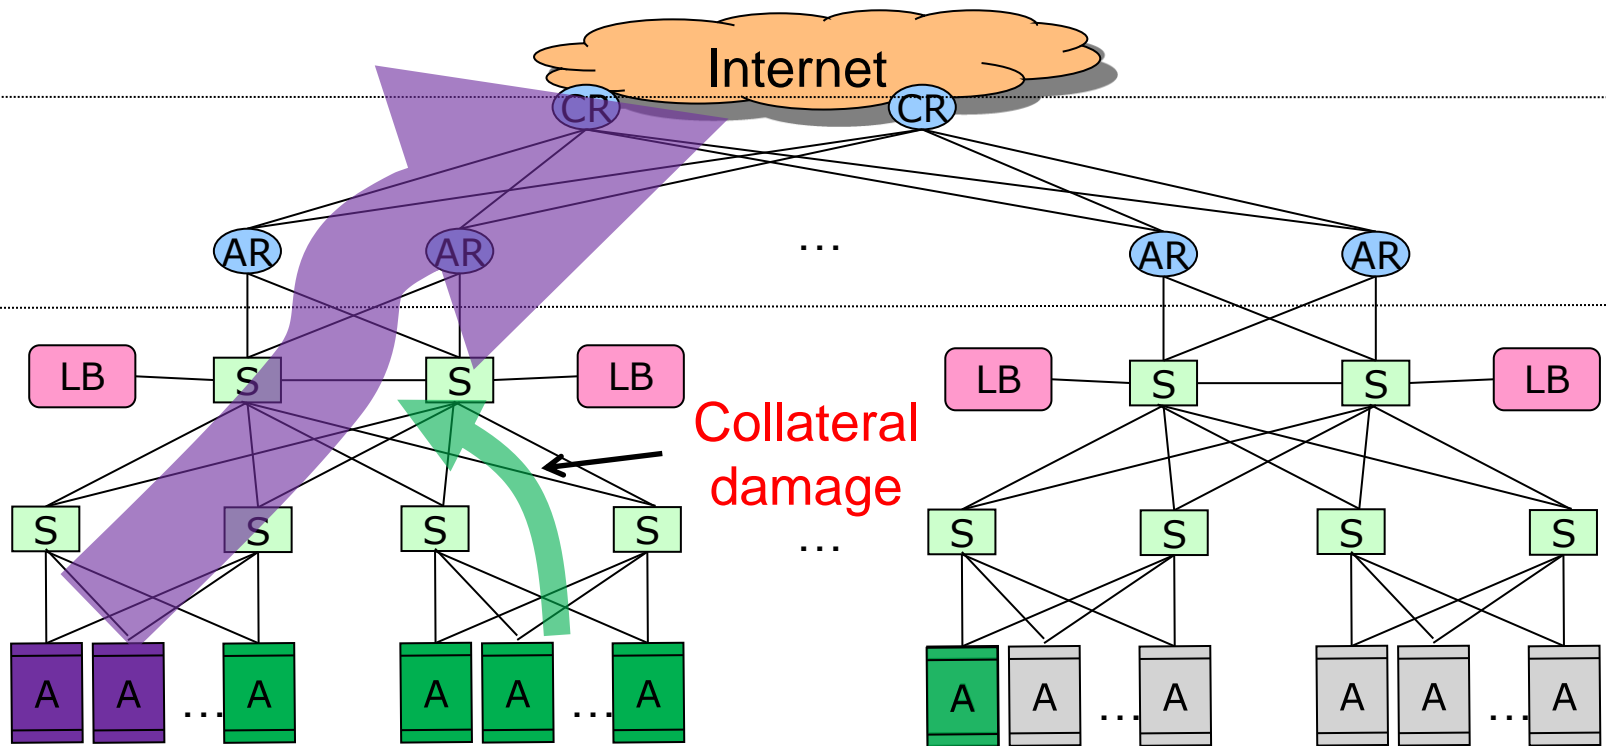 Internet
CR CR
AR AR ... AR AR
LB S S LB LB S S LB
Collateral
damage
S S S S ... S S S S
A A ... A A A ... A A A ... A A A ... A